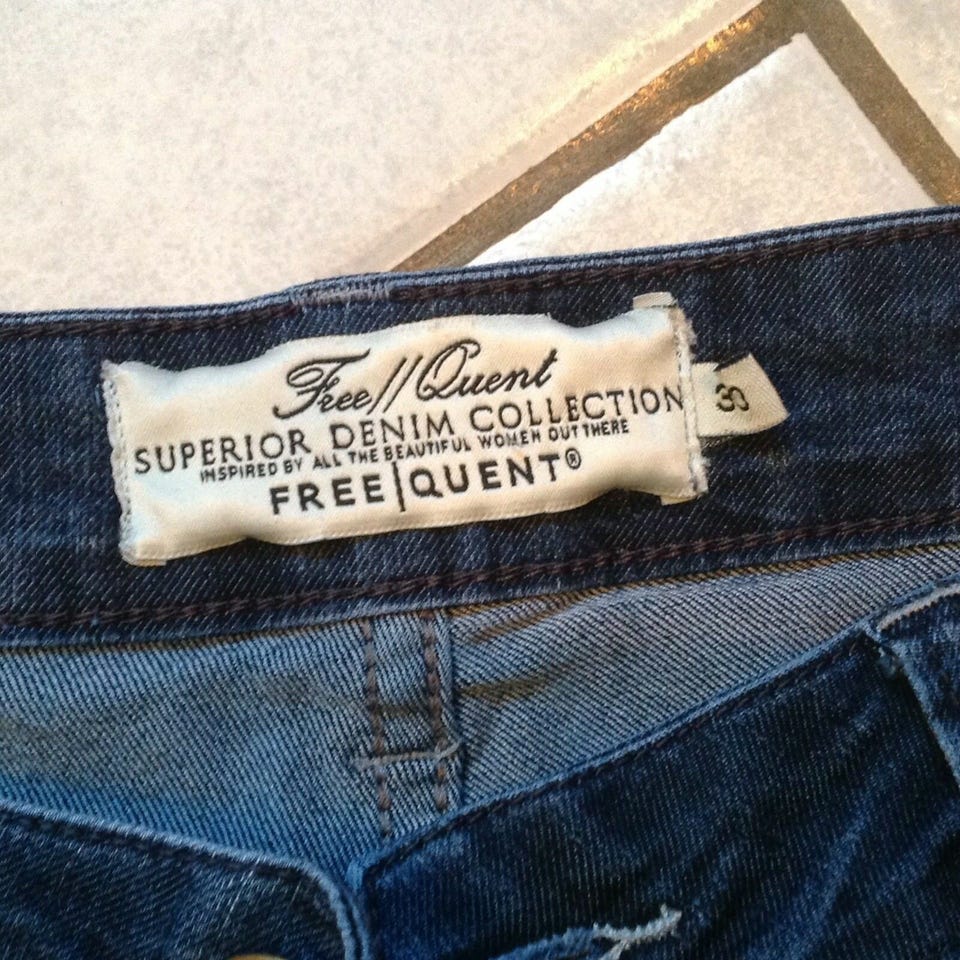 Free//Quent
SUPERIOR DENIM COLLECTION
INSPIRED BY ALL THE BEAUTIFUL WOMEN OUT THERE
FREE|QUENT®
30